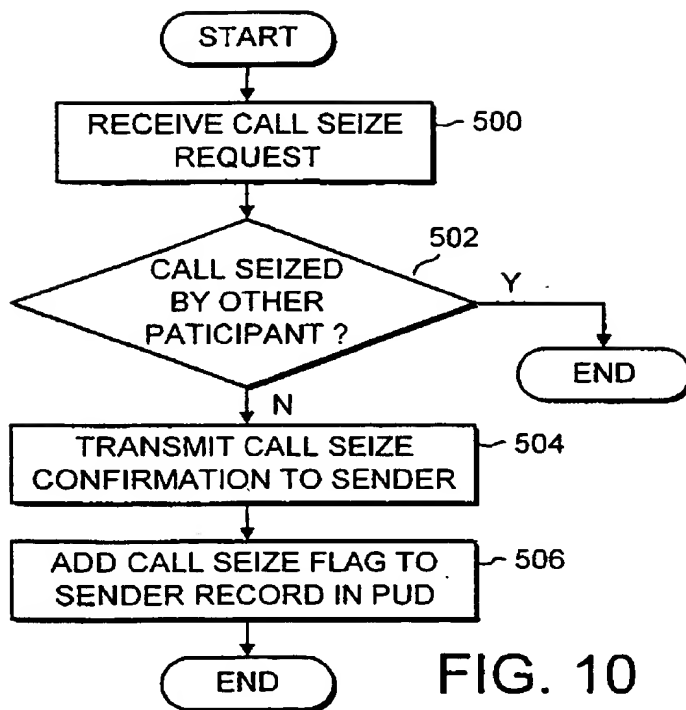 START
RECEIVE CALL SEIZE
REQUEST
500
CALL SEIZED
BY OTHER
PATICIPANT ?
502
Y
END
N
TRANSMIT CALL SEIZE
CONFIRMATION TO SENDER
504
ADD CALL SEIZE FLAG TO
SENDER RECORD IN PUD
506
END
FIG. 10